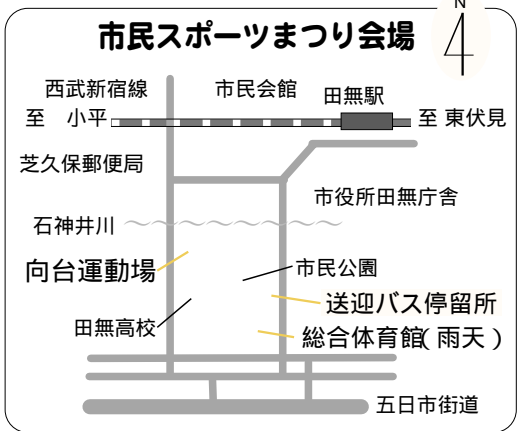 市民スポーツまつり会場
N
西武新宿線
市民会館
田無駅
至 小平
至 東伏見
芝久保郵便局
市役所田無庁舎
石神井川
向台運動場
市民公園
送迎バス停留所
田無高校
総合体育館(雨天)
五日市街道